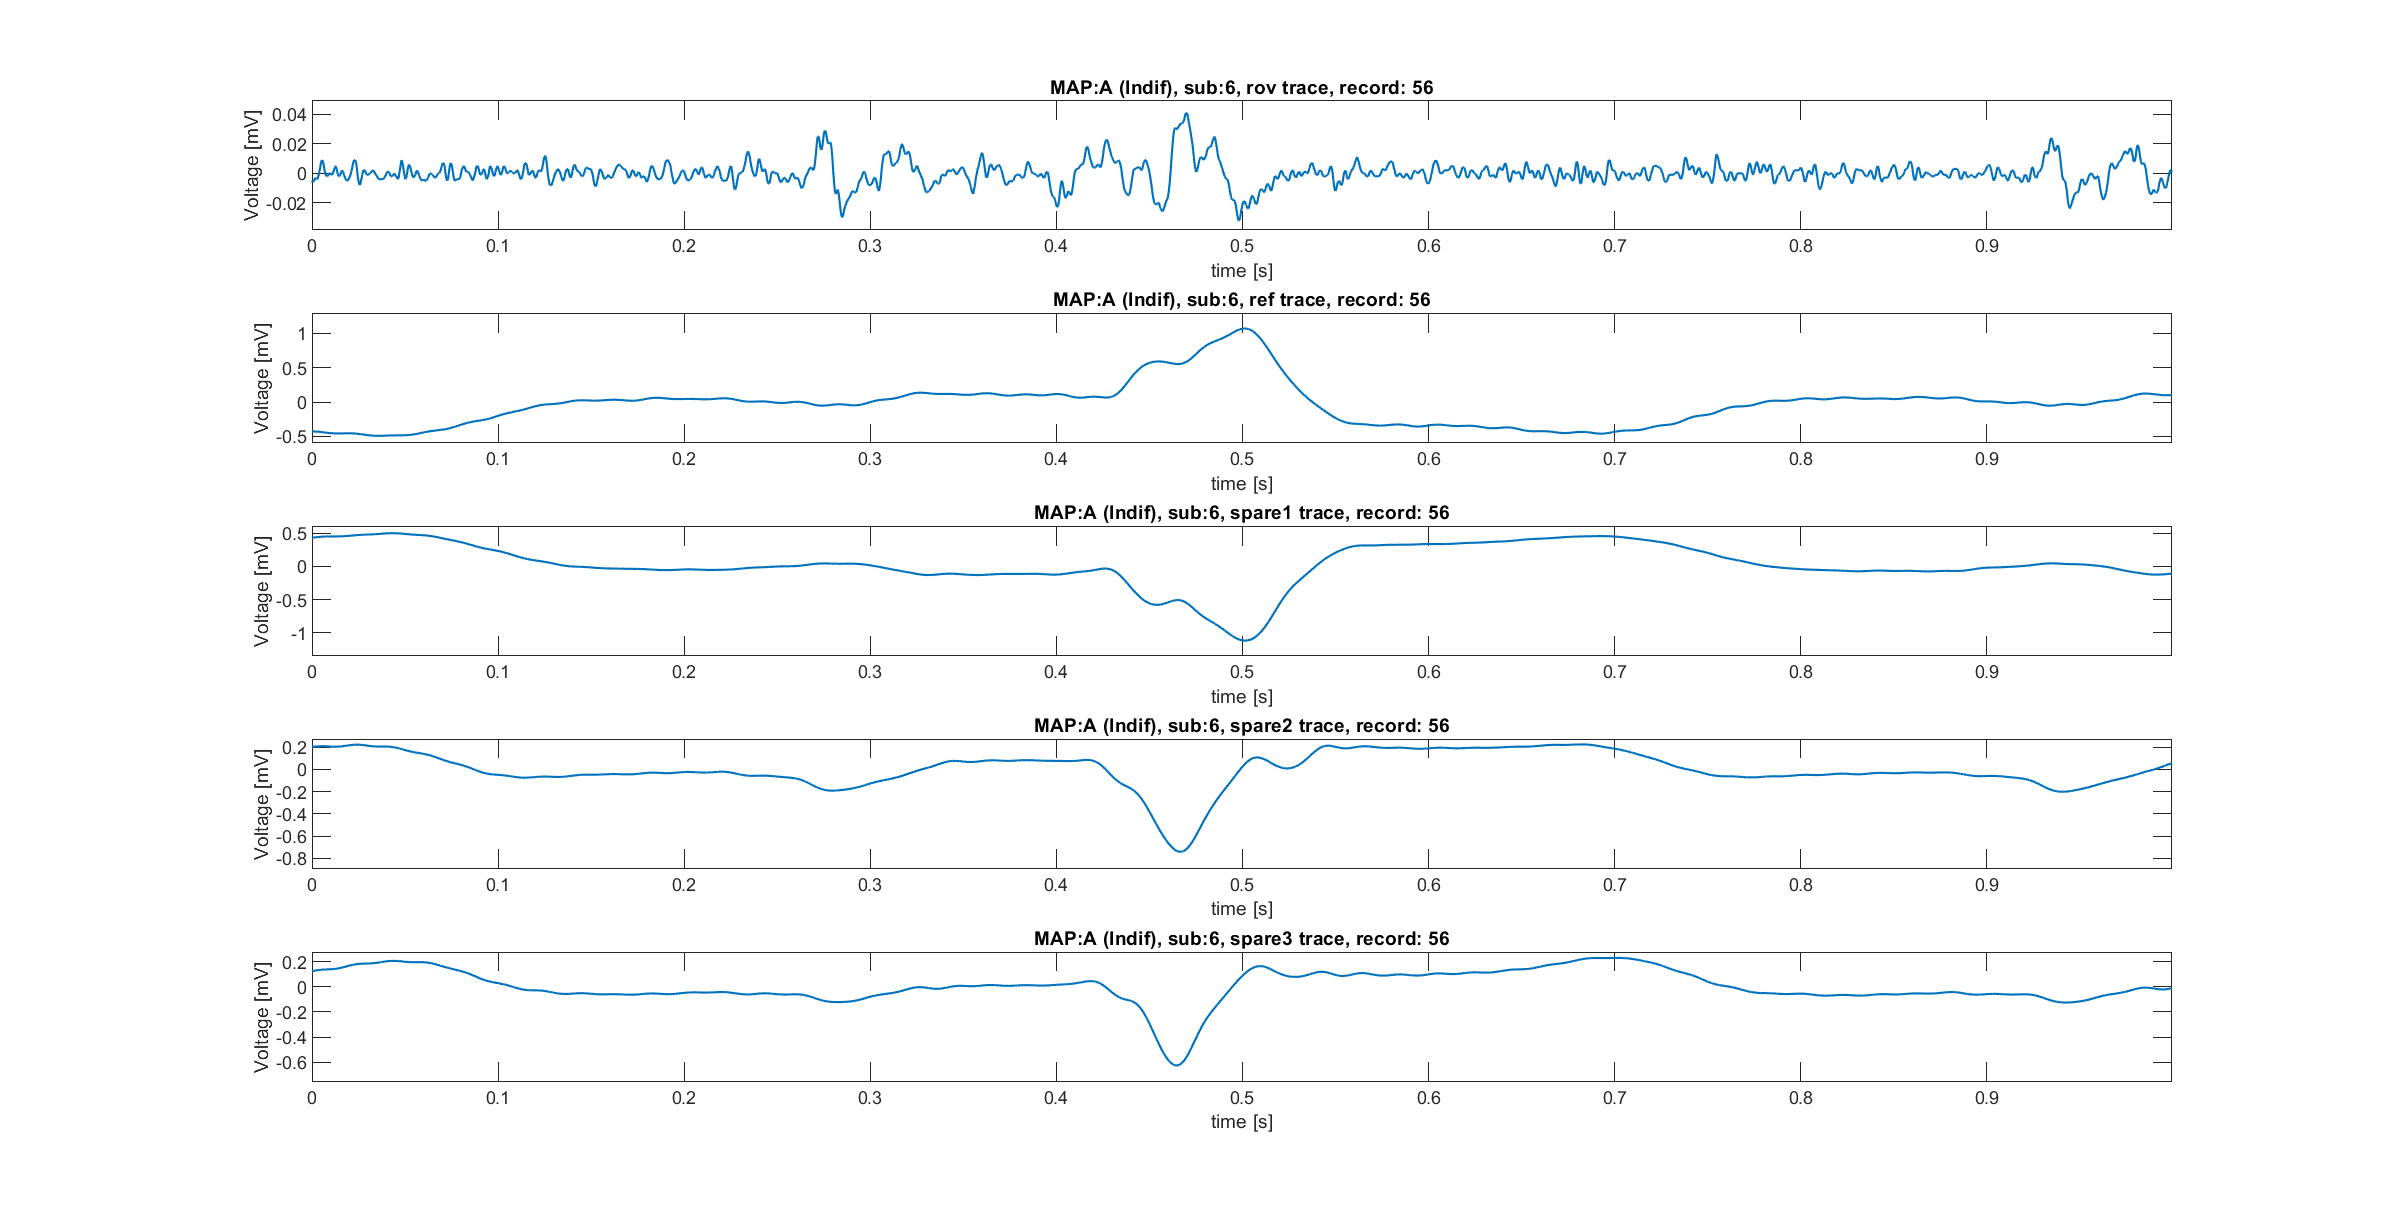 MAP:A (Indif), sub:6, rov trace, record: 56
Voltage [mV]
0.04
0.02
0
-0.02
0 0.1 0.2 0.3 0.4 0.5 0.6 0.7 0.8 0.9
time [s]
MAP:A (Indif), sub:6, ref trace, record: 56
Voltage [mV]
1
0.5
0
-0.5
0 0.1 0.2 0.3 0.4 0.5 0.6 0.7 0.8 0.9
time [s]
MAP:A (Indif), sub:6, spare1 trace, record: 56
Voltage [mV]
0.5
0
-0.5
-1
0 0.1 0.2 0.3 0.4 0.5 0.6 0.7 0.8 0.9
time [s]
MAP:A (Indif), sub:6, spare2 trace, record: 56
Voltage [mV]
0.2
0
-0.2
-0.4
-0.6
-0.8
0 0.1 0.2 0.3 0.4 0.5 0.6 0.7 0.8 0.9
time [s]
MAP:A (Indif), sub:6, spare3 trace, record: 56
Voltage [mV]
0.2
0
-0.2
-0.4
-0.6
0 0.1 0.2 0.3 0.4 0.5 0.6 0.7 0.8 0.9
time [s]